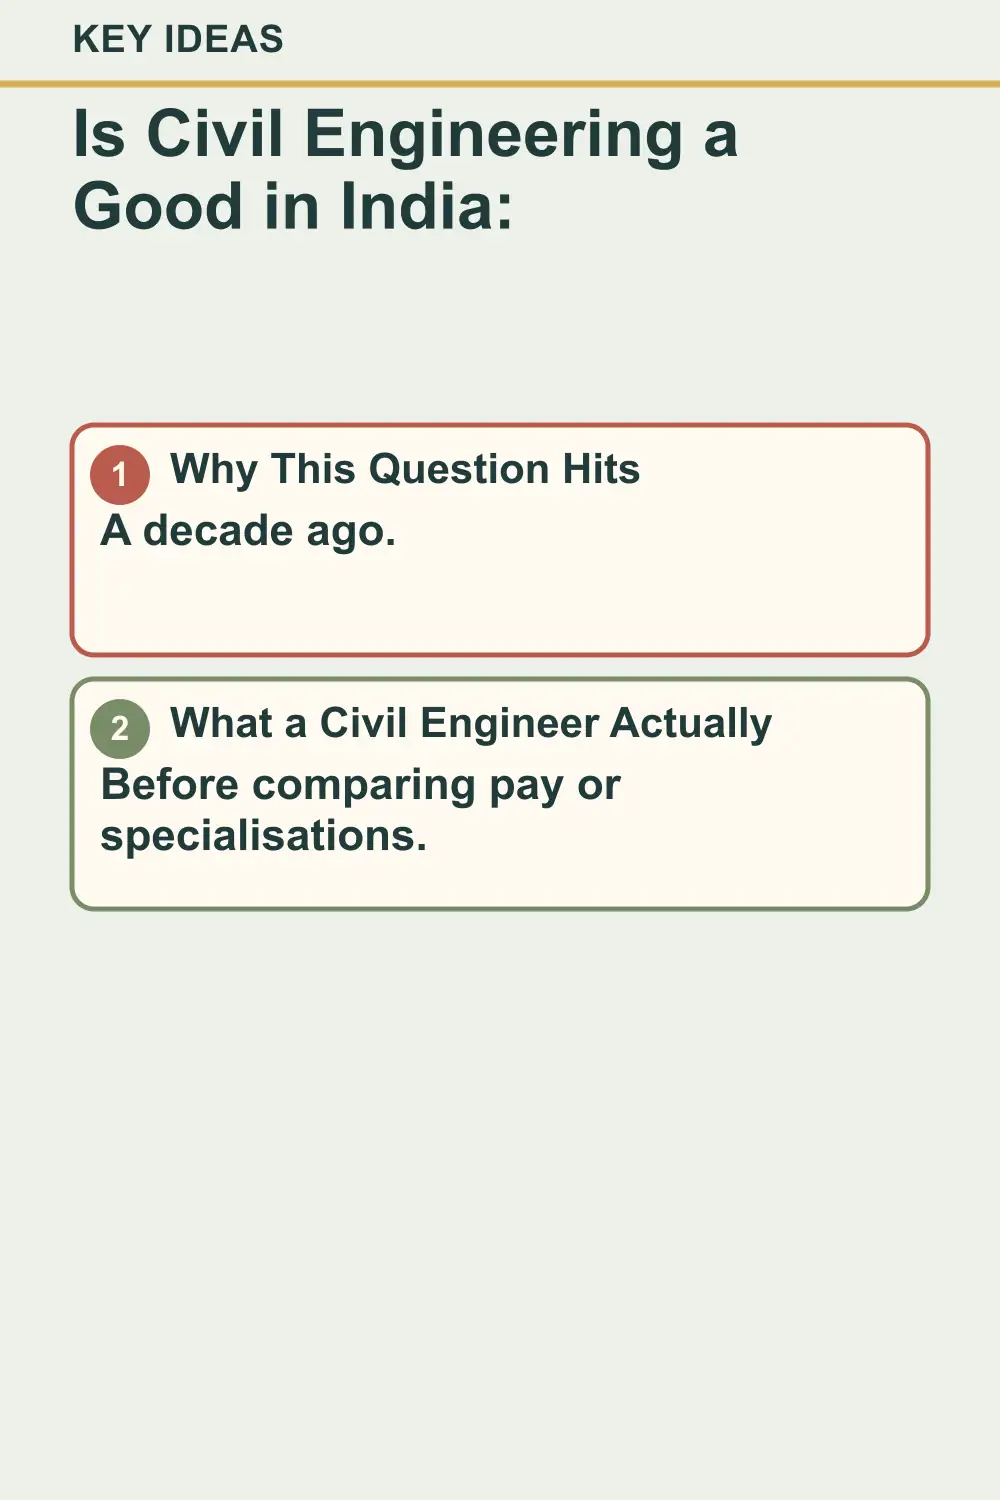 KEY IDEAS
Is Civil Engineering a
Good in India:
1 Why This Question Hits
A decade ago.
2 What a Civil Engineer Actually
Before comparing pay or
specialisations.